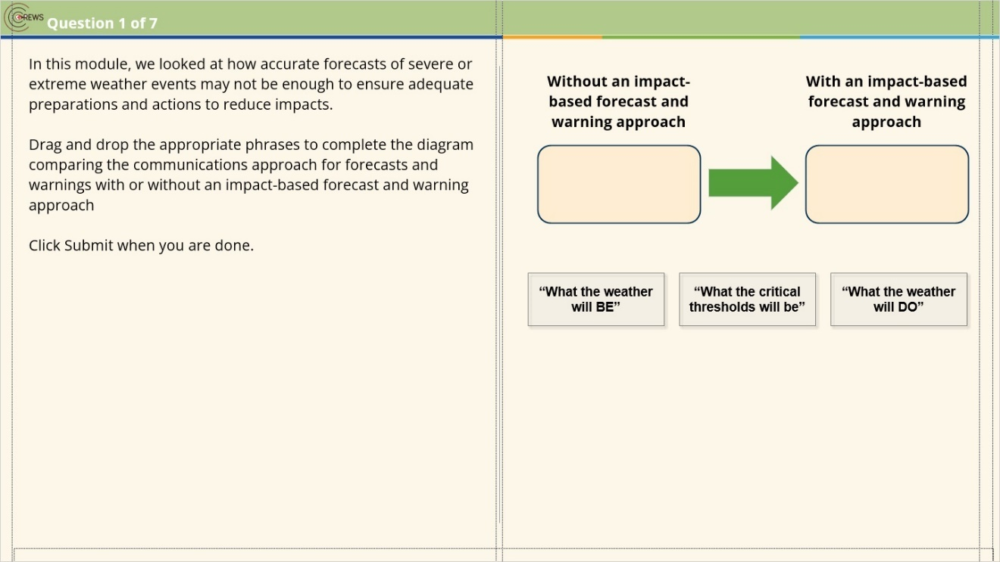 CREWS
Question 1 of 7
In this module, we looked at how accurate forecasts of severe or
extreme weather events may not be enough to ensure adequate
preparations and actions to reduce impacts.
Drag and drop the appropriate phrases to complete the diagram
comparing the communications approach for forecasts and
warnings with or without an impact-based forecast and warning
approach
Click Submit when you are done.
Without an impact-
based forecast and
warning approach
With an impact-based
forecast and warning
approach
“What the weather
will BE”
“What the critical
thresholds will be”
“What the weather
will DO”